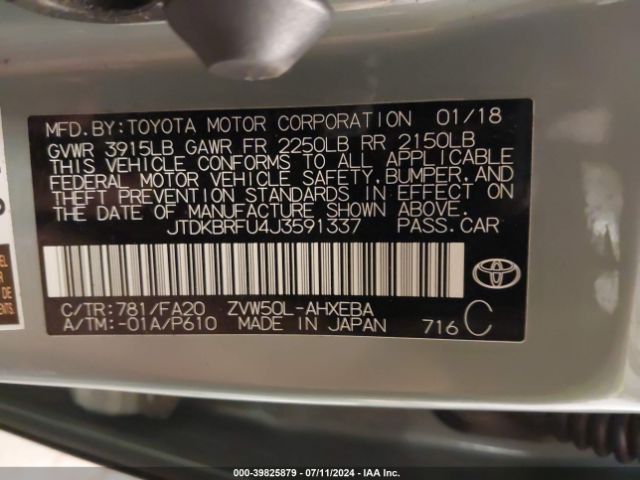 MFD.BY:TOYOTA MOTOR CORPORATION 01/18
GVWR 3915LB GAWR FR 2250LB RR 2150LB
THIS VEHICLE CONFORMS TO ALL APPLICABLE
FEDERAL MOTOR VEHICLE SAFETY,BUMPER,AND
THEFT PREVENTION STANDARDS IN EFFECT ON
THE DATE OF MANUFACTURE SHOWN ABOVE.
JTDKBRFU4J3591337 PASS.CAR
C/TR:781/FA20 ZVW50L-AHXEBA
A/TM:-01A/P610 MADE IN JAPAN 716 C
TOYOTA
000-39825879 - 07/11/2024 - IAA Inc.